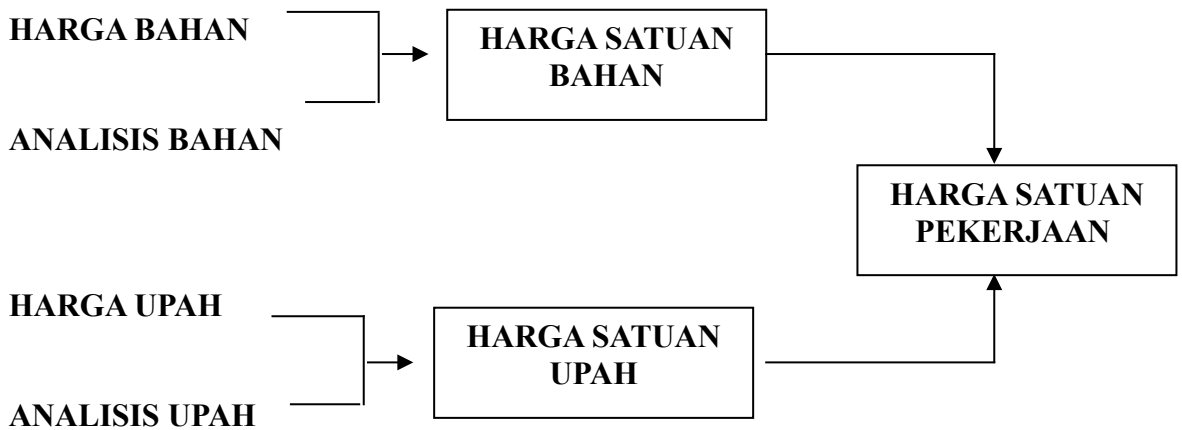 HARGA BAHAN
ANALISIS BAHAN
HARGA SATUAN
BAHAN
HARGA UPAH
ANALISIS UPAH
HARGA SATUAN
UPAH
HARGA SATUAN
PEKERJAAN